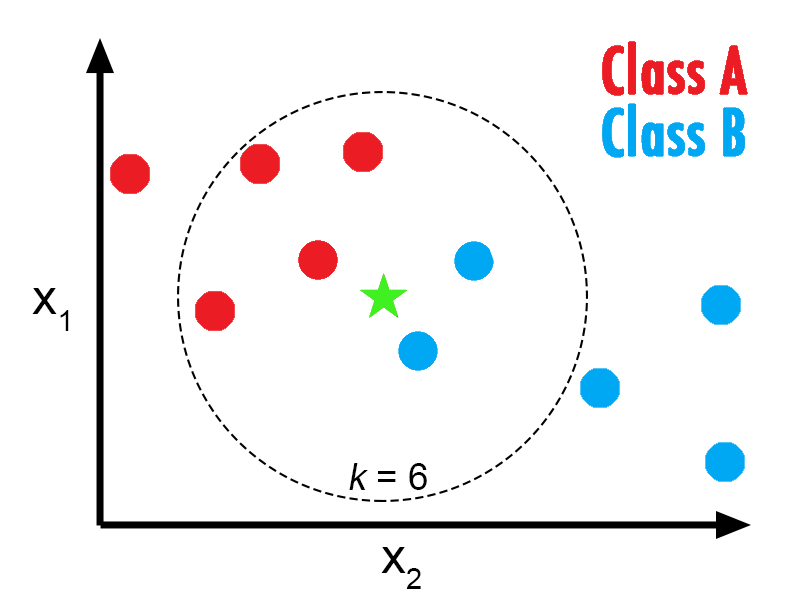 Class A
Class B
x₁
k = 6
x₂